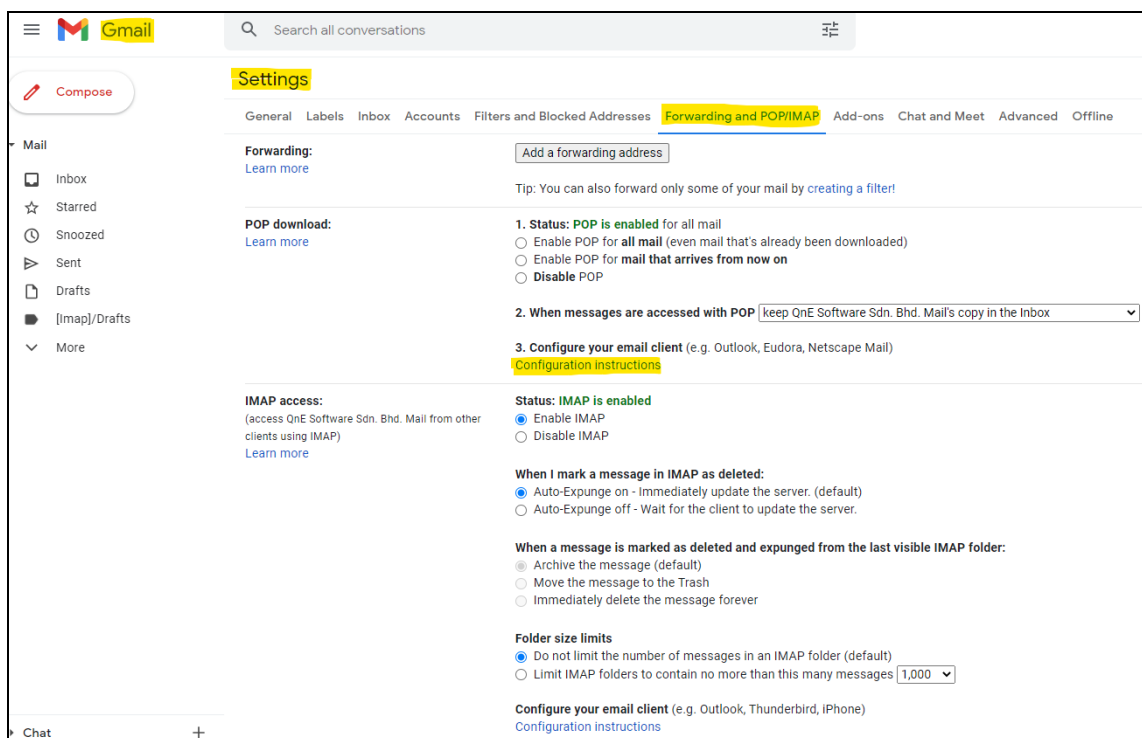 Gmail
Search all conversations
Compose
Mail
Inbox
Starred
Snoozed
Sent
Drafts
[Imap]/Drafts
More
Chat
Settings
General Labels Inbox Accounts Filters and Blocked Addresses Forwarding and POP/IMAP Add-ons Chat and Meet Advanced Offline
Forwarding:
Learn more
Add a forwarding address
Tip: You can also forward only some of your mail by creating a filter!
POP download:
Learn more
1. Status: POP is enabled for all mail
Enable POP for all mail (even mail that's already been downloaded)
Enable POP for mail that arrives from now on
Disable POP
2. When messages are accessed with POP keep QnE Software Sdn. Bhd. Mail's copy in the Inbox
3. Configure your email client (e.g. Outlook, Eudora, Netscape Mail)
Configuration instructions
IMAP access:
(access QnE Software Sdn. Bhd. Mail from other
clients using IMAP)
Learn more
Status: IMAP is enabled
Enable IMAP
Disable IMAP
When I mark a message in IMAP as deleted:
Auto-Expunge on - Immediately update the server. (default)
Auto-Expunge off - Wait for the client to update the server.
When a message is marked as deleted and expunged from the last visible IMAP folder:
Archive the message (default)
Move the message to the Trash
Immediately delete the message forever
Folder size limits
Do not limit the number of messages in an IMAP folder (default)
Limit IMAP folders to contain no more than this many messages 1,000
Configure your email client (e.g. Outlook, Thunderbird, iPhone)
Configuration instructions